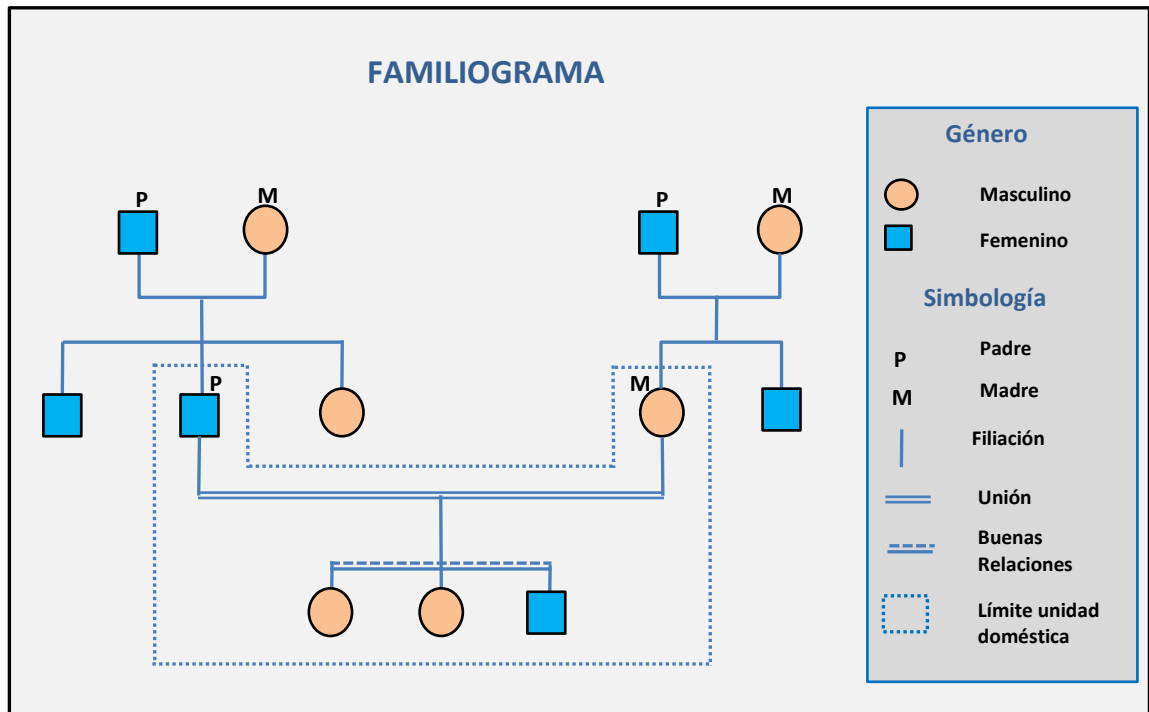 FAMILIOGRAMA
P
M
P
M
P
M
Género
Masculino
Femenino
Simbología
P Padre
M Madre
Filiación
Unión
Buenas
Relaciones
Límite unidad
doméstica